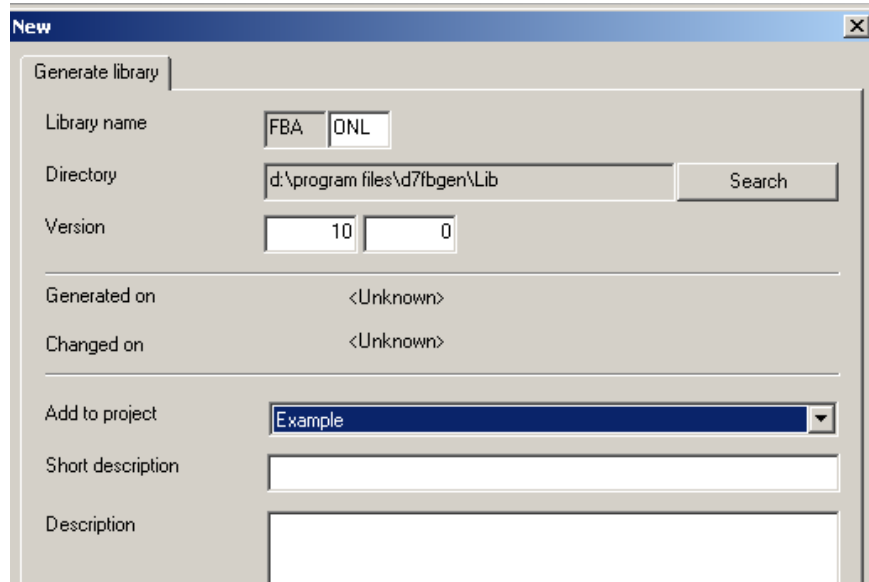 New
Generate library
Library name FBA ONL
Directory d:\program files\d7fbgen\Lib Search
Version 10 0
Generated on <Unknown>
Changed on <Unknown>
Add to project Example
Short description
Description